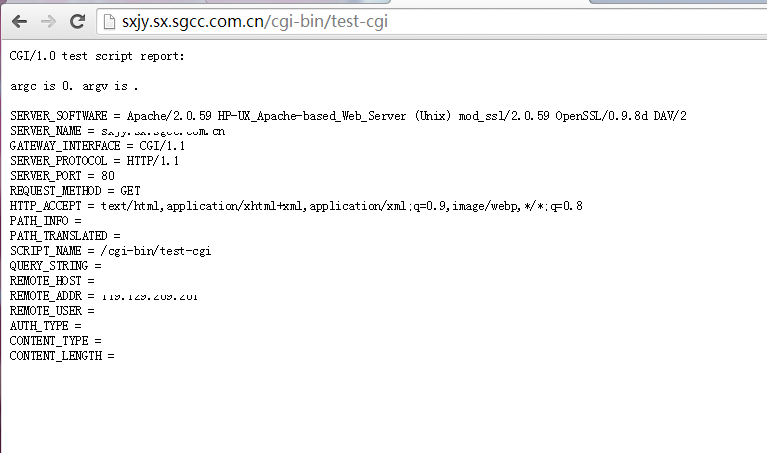 sxjy.sx.sgcc.com.cn/cgi-bin/test-cgi
CGI/1.0 test script report:
argc is 0. argv is .
SERVER_SOFTWARE = Apache/2.0.59 HP-UX_Apache-based_Web_Server (Unix) mod_ssl/2.0.59 OpenSSL/0.9.8d DAV/2
SERVER_NAME = sxjy.sx.sgcc.com.cn
GATEWAY_INTERFACE = CGI/1.1
SERVER_PROTOCOL = HTTP/1.1
SERVER_PORT = 80
REQUEST_METHOD = GET
HTTP_ACCEPT = text/html,application/xhtml+xml,application/xml;q=0.9,image/webp,*/*;q=0.8
PATH_INFO =
PATH_TRANSLATED =
SCRIPT_NAME = /cgi-bin/test-cgi
QUERY_STRING =
REMOTE_HOST =
REMOTE_ADDR =
REMOTE_USER =
AUTH_TYPE =
CONTENT_TYPE =
CONTENT_LENGTH =